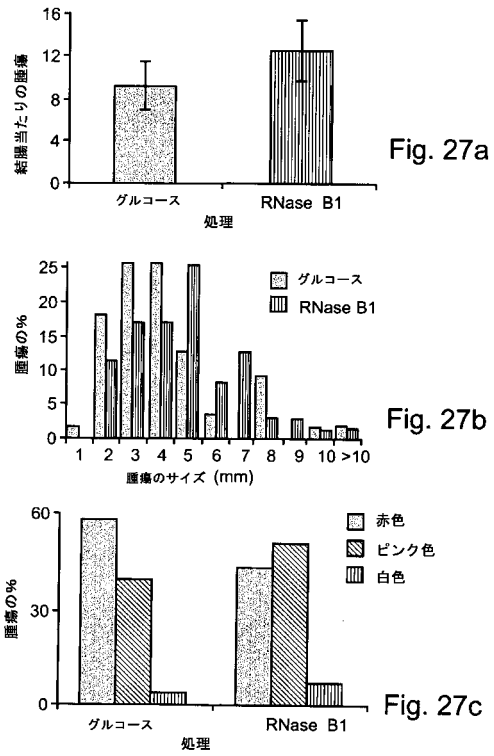 16
12
8
4
0
結腸当たりの腫瘍
グルコース
RNase B1
処理
Fig. 27a
25
20
15
10
5
0
腫瘍の%
グルコース
RNase B1
1 2 3 4 5 6 7 8 9 10 >10
腫瘍のサイズ (mm)
Fig. 27b
60
30
0
腫瘍の%
赤色
ピンク色
白色
グルコース
RNase B1
処理
Fig. 27c